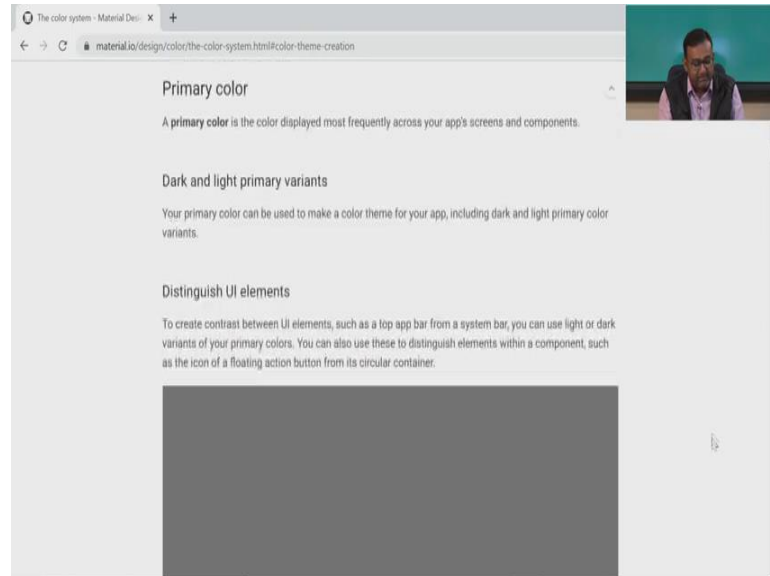 The color system - Material Desi
material.io/design/color/the-color-system.html#color-theme-creation
Primary color
A primary color is the color displayed most frequently across your app's screens and components.
Dark and light primary variants
Your primary color can be used to make a color theme for your app, including dark and light primary color
variants.
Distinguish UI elements
To create contrast between UI elements, such as a top app bar from a system bar, you can use light or dark
variants of your primary colors. You can also use these to distinguish elements within a component, such
as the icon of a floating action button from its circular container.